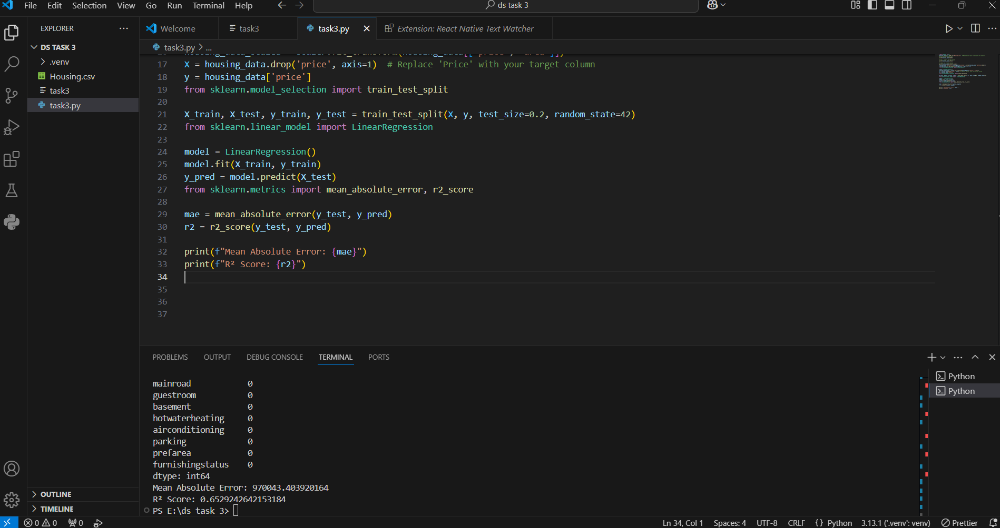 File Edit Selection View Go Run Terminal Help
ds task 3
EXPLORER
DS TASK 3
.venv
Housing.csv
task3
task3.py
OUTLINE
TIMELINE
Welcome
task3
task3.py
Extension: React Native Text Watcher
task3.py > ...
17 X = housing_data.drop('price', axis=1)  # Replace 'Price' with your target column
18 y = housing_data['price']
19 from sklearn.model_selection import train_test_split
20
21 X_train, X_test, y_train, y_test = train_test_split(X, y, test_size=0.2, random_state=42)
22 from sklearn.linear_model import LinearRegression
23
24 model = LinearRegression()
25 model.fit(X_train, y_train)
26 y_pred = model.predict(X_test)
27 from sklearn.metrics import mean_absolute_error, r2_score
28
29 mae = mean_absolute_error(y_test, y_pred)
30 r2 = r2_score(y_test, y_pred)
31
32 print(f"Mean Absolute Error: {mae}")
33 print(f"R² Score: {r2}")
34
35
36
37
PROBLEMS OUTPUT DEBUG CONSOLE TERMINAL PORTS
mainroad 0
guestroom 0
basement 0
hotwaterheating 0
airconditioning 0
parking 0
prefarea 0
furnishingstatus 0
dtype: int64
Mean Absolute Error: 970043.403920164
R² Score: 0.6529242642153184
PS E:\ds task 3>
Python
Python
0 0 0
Ln 34, Col 1 Spaces: 4 UTF-8 CRLF {} Python 3.13.1 ('.venv': venv) Prettier